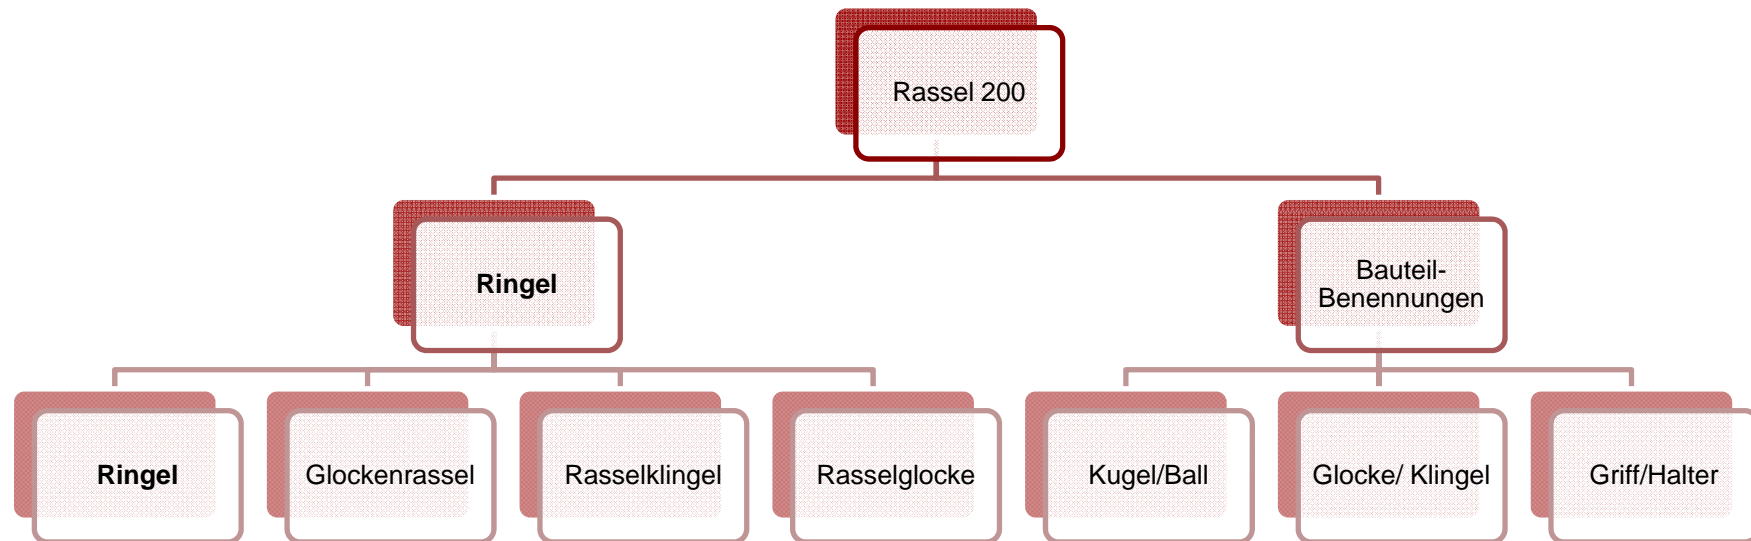 Rassel 200
Ringel
Bauteil-
Benennungen
Ringel
Glockenrassel
Rasselklingel
Rasselglocke
Kugel/Ball
Glocke/ Klingel
Griff/Halter